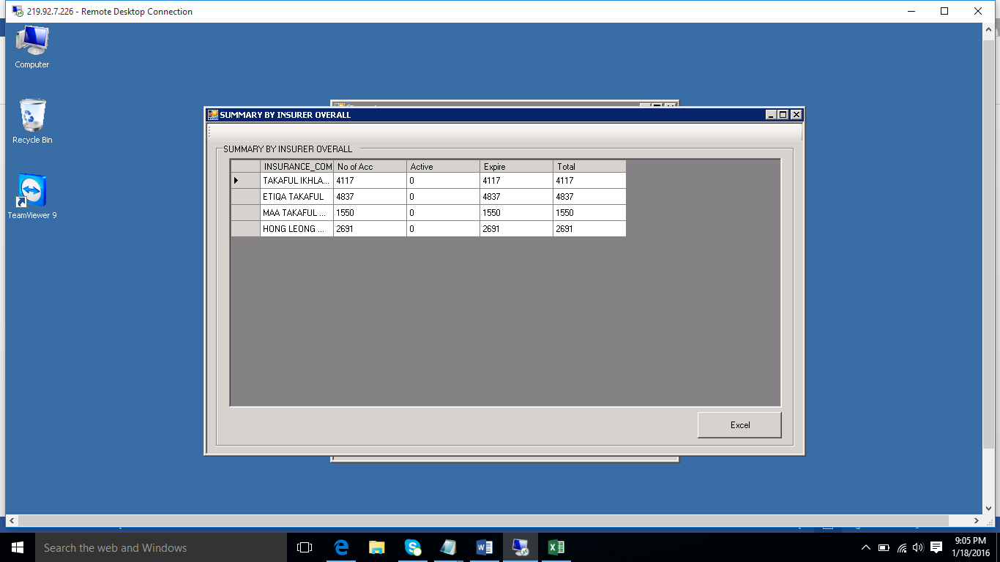 219.92.7.226 - Remote Desktop Connection
Computer
Recycle Bin
TeamViewer 9
SUMMARY BY INSURER OVERALL
SUMMARY BY INSURER OVERALL
INSURANCE_COM No of Acc Active Expire Total
TAKAFUL IKHLA... 4117 0 4117 4117
ETIQA TAKAFUL 4837 0 4837 4837
MAA TAKAFUL ... 1550 0 1550 1550
HONG LEONG ... 2691 0 2691 2691
Excel
Search the web and Windows
9:05 PM
1/18/2016